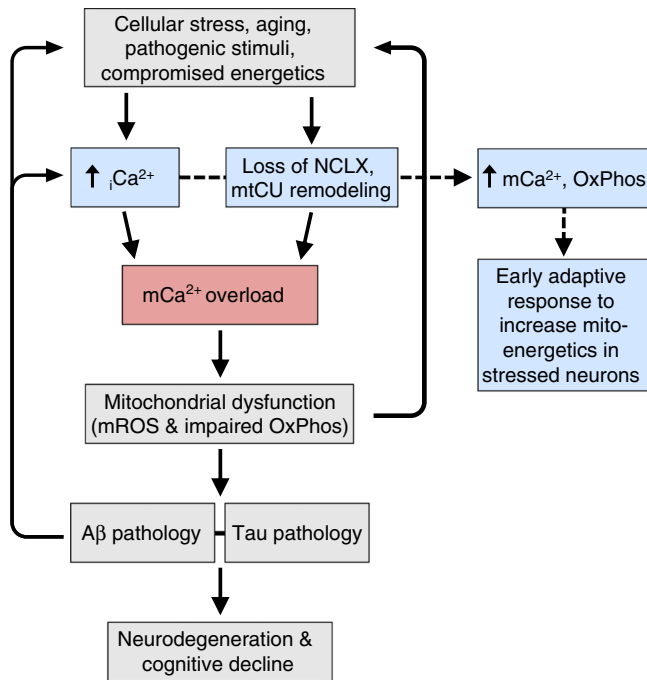 Cellular stress, aging,
pathogenic stimuli,
compromised energetics
↑ ᵢCa²⁺
Loss of NCLX,
mtCU remodeling
↑ mCa²⁺, OxPhos
mCa²⁺ overload
Early adaptive
response to
increase mito-
energetics in
stressed neurons
Mitochondrial dysfunction
(mROS & impaired OxPhos)
Aβ pathology
Tau pathology
Neurodegeneration &
cognitive decline